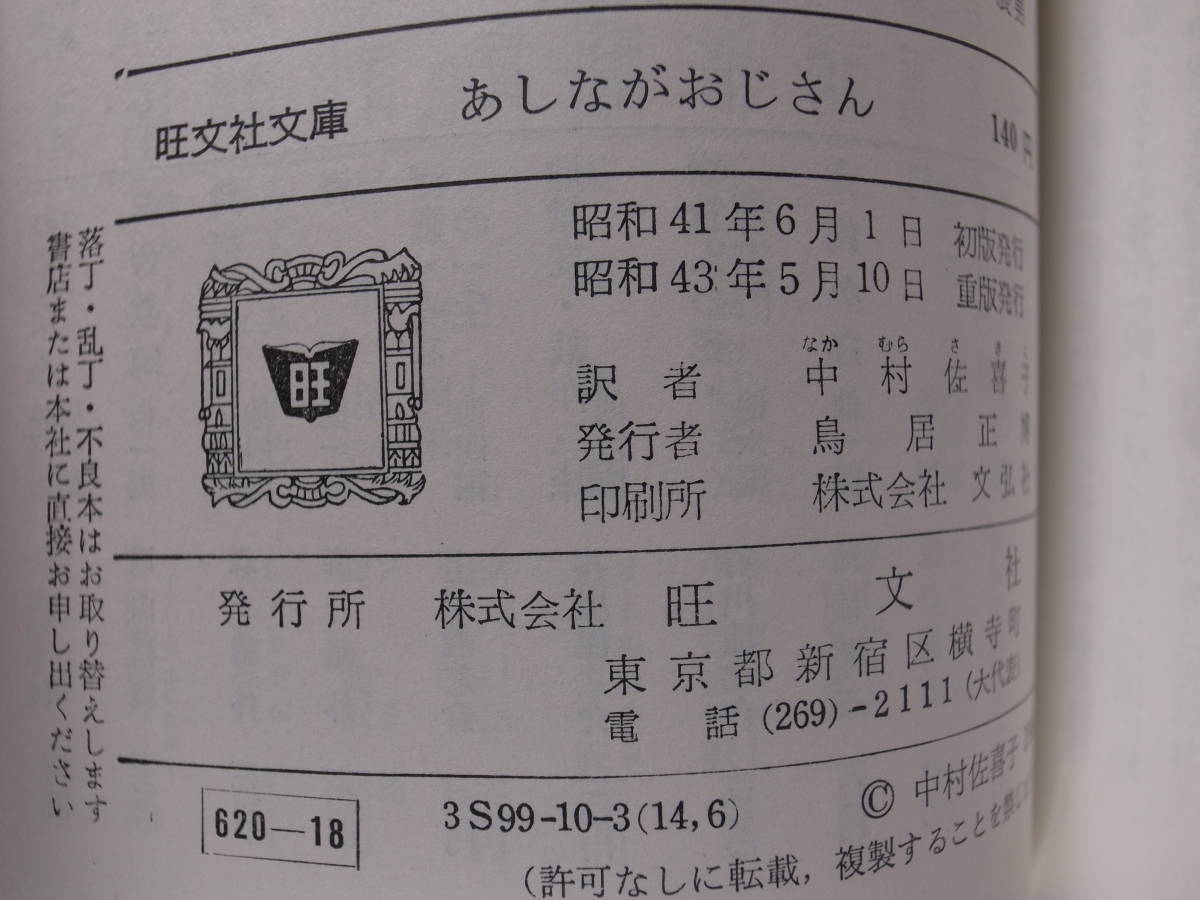 旺文社文庫 あしながおじさん 140円
昭和41年6月1日 初版発行
昭和43年5月10日 重版発行
なか むら さ き こ
訳者 中村佐喜子
発行者 鳥居正博
印刷所 株式会社 文弘社
旺
発行所 株式会社 旺文社
東京都新宿区横寺町
電話 (269)-2111 (大代表)
620—18
3S99-10-3(14,6)
© 中村佐喜子
(許可なしに転載, 複製することを禁じ
落丁・乱丁・不良本はお取り替えします
書店または本社に直接お申し出ください